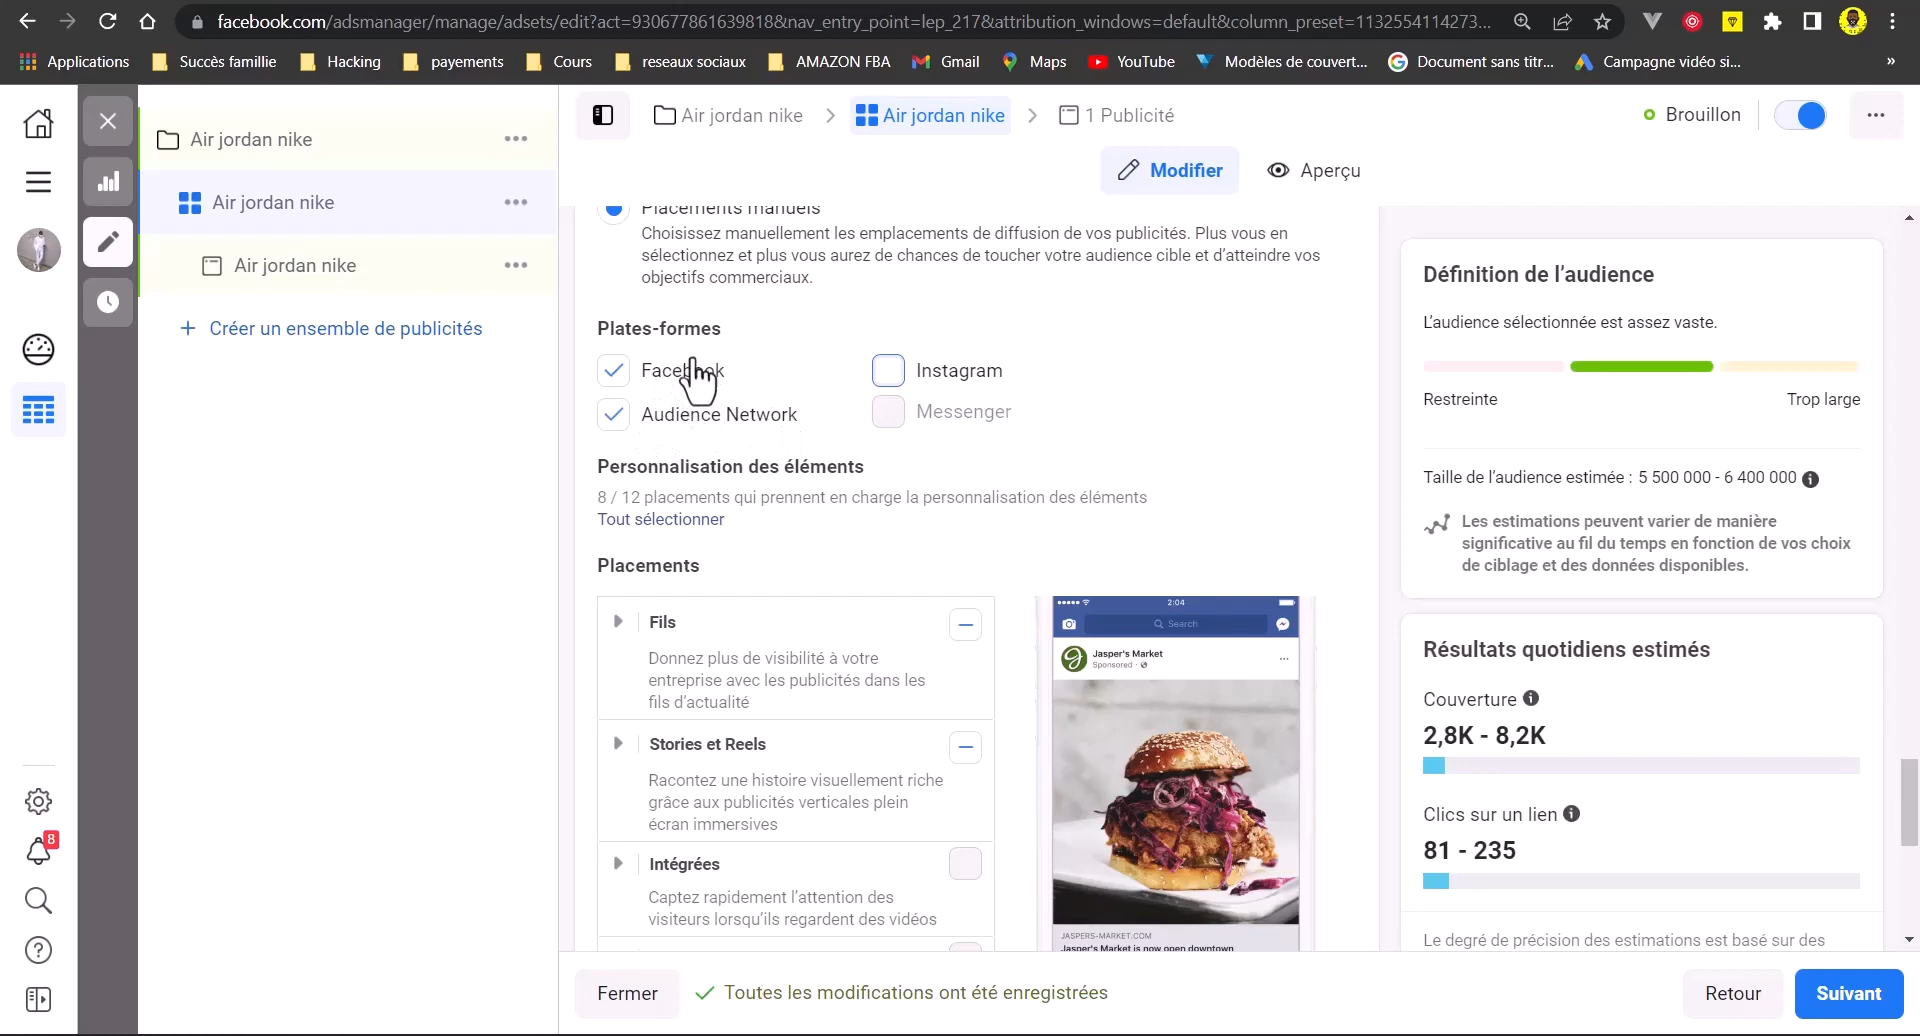 facebook.com/adsmanager/manage/adsets/edit?act=930677861639818&nav_entry_point=lep_217&attribution_windows=default&column_preset=1132554114273...
Applications
Succès famillie
Hacking
payements
Cours
reseaux sociaux
AMAZON FBA
Gmail
Maps
YouTube
Modèles de couvert...
Document sans titr...
Campagne vidéo si...
»
Air jordan nike
Air jordan nike
Air jordan nike
+ Créer un ensemble de publicités
8
Air jordan nike
Air jordan nike
1 Publicité
Brouillon
Modifier
Aperçu
Placements manuels
Choisissez manuellement les emplacements de diffusion de vos publicités. Plus vous en
sélectionnez et plus vous aurez de chances de toucher votre audience cible et d’atteindre vos
objectifs commerciaux.
Plates-formes
Facebook
Instagram
Audience Network
Messenger
Personnalisation des éléments
8 / 12 placements qui prennent en charge la personnalisation des éléments
Tout sélectionner
Placements
Fils
Donnez plus de visibilité à votre
entreprise avec les publicités dans les
fils d’actualité
Stories et Reels
Racontez une histoire visuellement riche
grâce aux publicités verticales plein
écran immersives
Intégrées
Captez rapidement l’attention des
visiteurs lorsqu’ils regardent des vidéos
2:04
Search
Jasper's Market
Sponsored
JASPERS-MARKET.COM
Jasper's Market is now open downtown
Définition de l’audience
L’audience sélectionnée est assez vaste.
Restreinte
Trop large
Taille de l’audience estimée : 5 500 000 - 6 400 000
Les estimations peuvent varier de manière
significative au fil du temps en fonction de vos choix
de ciblage et des données disponibles.
Résultats quotidiens estimés
Couverture
2,8K - 8,2K
Clics sur un lien
81 - 235
Le degré de précision des estimations est basé sur des
Fermer
Toutes les modifications ont été enregistrées
Retour
Suivant